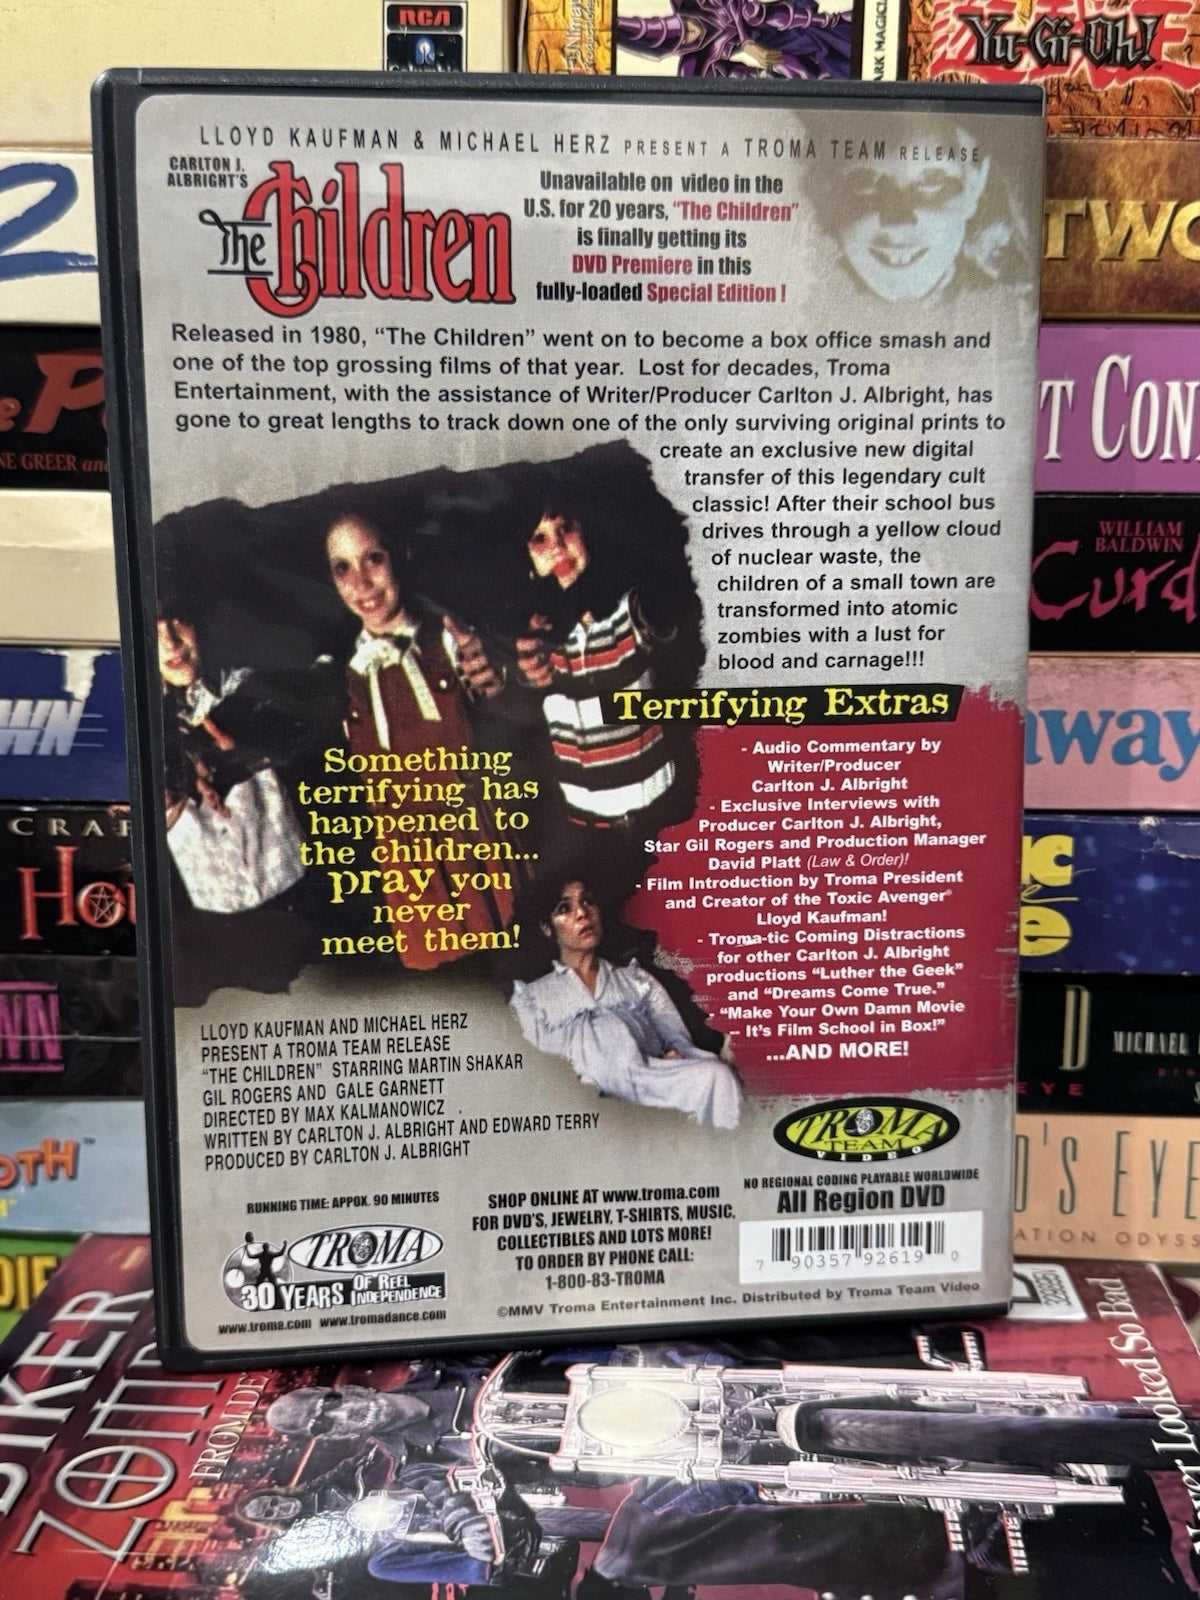 RCA
DARK MAGIC
Yu-Gi-Oh!
LLOYD KAUFMAN & MICHAEL HERZ PRESENT A TROMA TEAM RELEASE
CARLTON J.
ALBRIGHT'S
The Children
Unavailable on video in the
U.S. for 20 years, "The Children"
is finally getting its
DVD Premiere in this
fully-loaded Special Edition !
Released in 1980, “The Children” went on to become a box office smash and
one of the top grossing films of that year. Lost for decades, Troma
Entertainment, with the assistance of Writer/Producer Carlton J. Albright, has
gone to great lengths to track down one of the only surviving original prints to
create an exclusive new digital
transfer of this legendary cult
classic! After their school bus
drives through a yellow cloud
of nuclear waste, the
children of a small town are
transformed into atomic
zombies with a lust for
blood and carnage!!!
Something
terrifying has
happened to
the children...
pray you
never
meet them!
Terrifying Extras
- Audio Commentary by
Writer/Producer
Carlton J. Albright
- Exclusive Interviews with
Producer Carlton J. Albright,
Star Gil Rogers and Production Manager
David Platt (Law & Order)!
- Film Introduction by Troma President
and Creator of the Toxic Avenger®
Lloyd Kaufman!
- Troma-tic Coming Distractions
for other Carlton J. Albright
productions “Luther the Geek”
and “Dreams Come True.”
- “Make Your Own Damn Movie
-- It’s Film School in Box!”
...AND MORE!
LLOYD KAUFMAN AND MICHAEL HERZ
PRESENT A TROMA TEAM RELEASE
“THE CHILDREN” STARRING MARTIN SHAKAR
GIL ROGERS AND GALE GARNETT
DIRECTED BY MAX KALMANOWICZ .
WRITTEN BY CARLTON J. ALBRIGHT AND EDWARD TERRY
PRODUCED BY CARLTON J. ALBRIGHT
TROMA
TEAM
VIDEO
NO REGIONAL CODING PLAYABLE WORLDWIDE
All Region DVD
RUNNING TIME: APPOX. 90 MINUTES
TROMA
30 YEARS OF REEL INDEPENDENCE
www.troma.com www.tromadance.com
SHOP ONLINE AT www.troma.com
FOR DVD'S, JEWELRY, T-SHIRTS, MUSIC,
COLLECTIBLES AND LOTS MORE!
TO ORDER BY PHONE CALL:
1-800-83-TROMA
7 90357 92619 0
©MMV Troma Entertainment Inc. Distributed by Troma Team Video
2
NE GREER and
WN
CRAF
HO
WN
OTH
DIE
TWO
T CON
WILLIAM
BALDWIN
Curd
away
D
MICHAEL
EYE
D'S EYE
ATION ODYSS
BIKER
ZOM
FROM DE
Never Looked So Bad